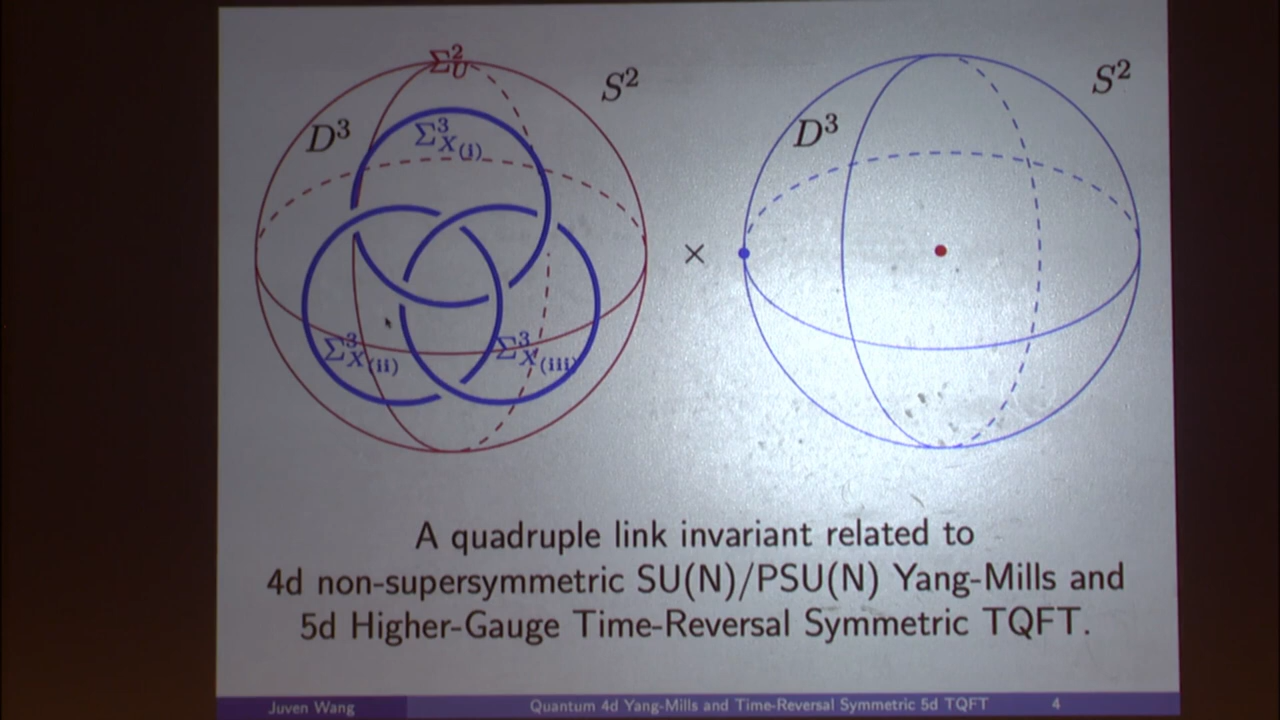 Σ²_U
S²
D³
Σ³_X(i)
Σ³_X(ii)
Σ³_X(iii)
×
D³
S²
A quadruple link invariant related to
4d non-supersymmetric SU(N)/PSU(N) Yang-Mills and
5d Higher-Gauge Time-Reversal Symmetric TQFT.
Juven Wang
Quantum 4d Yang-Mills and Time-Reversal Symmetric 5d TQFT
4